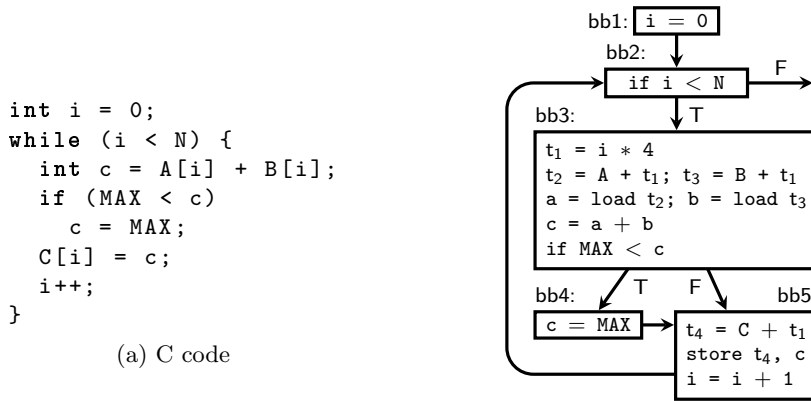 int i = 0;
while (i < N) {
int c = A[i] + B[i];
if (MAX < c)
c = MAX;
C[i] = c;
i++;
}
(a) C code
bb1: i = 0
bb2:
if i < N F
T
bb3:
t₁ = i * 4
t₂ = A + t₁; t₃ = B + t₁
a = load t₂; b = load t₃
c = a + b
if MAX < c
bb4: T F bb5
c = MAX
t₄ = C + t₁
store t₄, c
i = i + 1